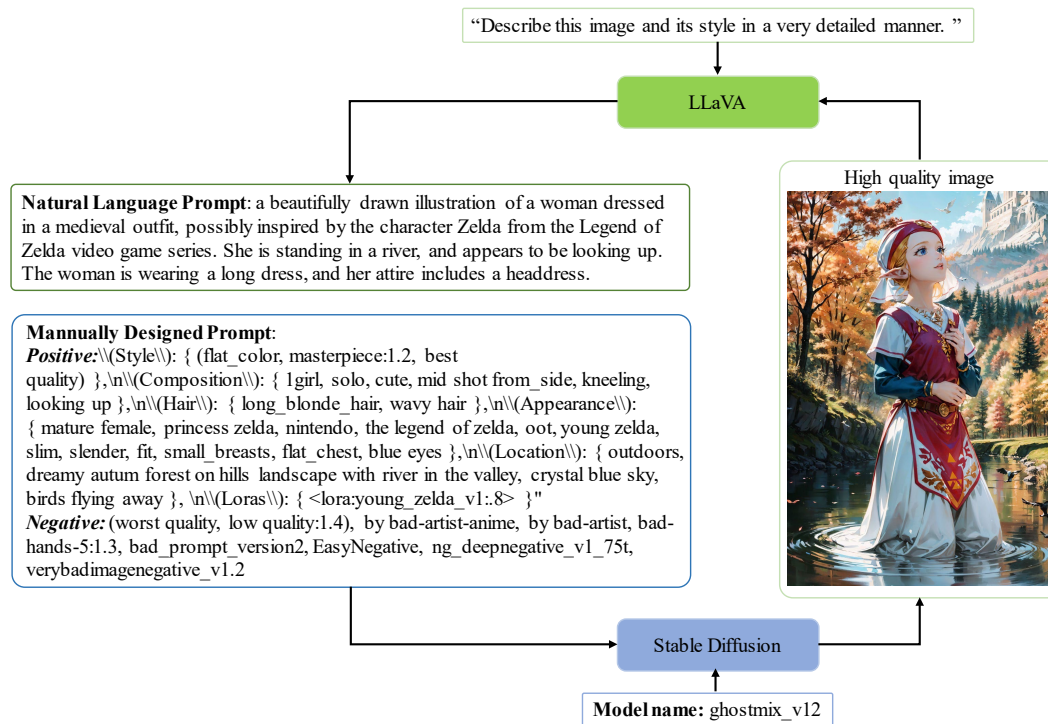 “Describe this image and its style in a very detailed manner. ”
LLaVA
High quality image
Natural Language Prompt: a beautifully drawn illustration of a woman dressed
in a medieval outfit, possibly inspired by the character Zelda from the Legend of
Zelda video game series. She is standing in a river, and appears to be looking up.
The woman is wearing a long dress, and her attire includes a headdress.
Mannually Designed Prompt:
Positive:\\(Style\\): { (flat_color, masterpiece:1.2, best
quality) },\n\\(Composition\\): { 1girl, solo, cute, mid shot from_side, kneeling,
looking up },\n\\(Hair\\): { long_blonde_hair, wavy hair },\n\\(Appearance\\):
{ mature female, princess zelda, nintendo, the legend of zelda, oot, young zelda,
slim, slender, fit, small_breasts, flat_chest, blue eyes },\n\\(Location\\): { outdoors,
dreamy autum forest on hills landscape with river in the valley, crystal blue sky,
birds flying away }, \n\\(Loras\\): { <lora:young_zelda_v1:.8> }"
Negative: (worst quality, low quality:1.4), by bad-artist-anime, by bad-artist, bad-
hands-5:1.3, bad_prompt_version2, EasyNegative, ng_deepnegative_v1_75t,
verybadimagenegative_v1.2
Stable Diffusion
Model name: ghostmix_v12